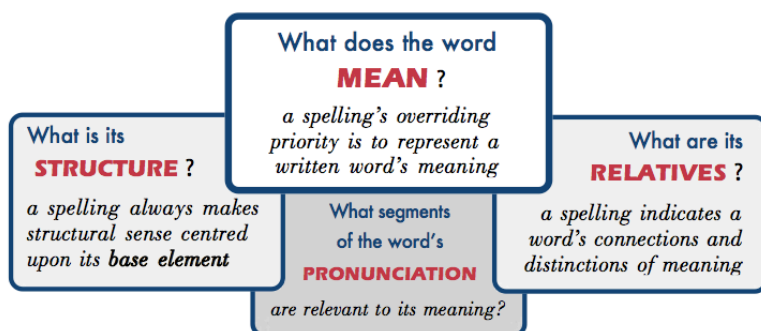 What does the word
MEAN ?
a spelling's overriding
priority is to represent a
written word's meaning
What is its
STRUCTURE ?
a spelling always makes
structural sense centred
upon its base element
What segments
of the word's
PRONUNCIATION
are relevant to its meaning?
What are its
RELATIVES ?
a spelling indicates a
word's connections and
distinctions of meaning